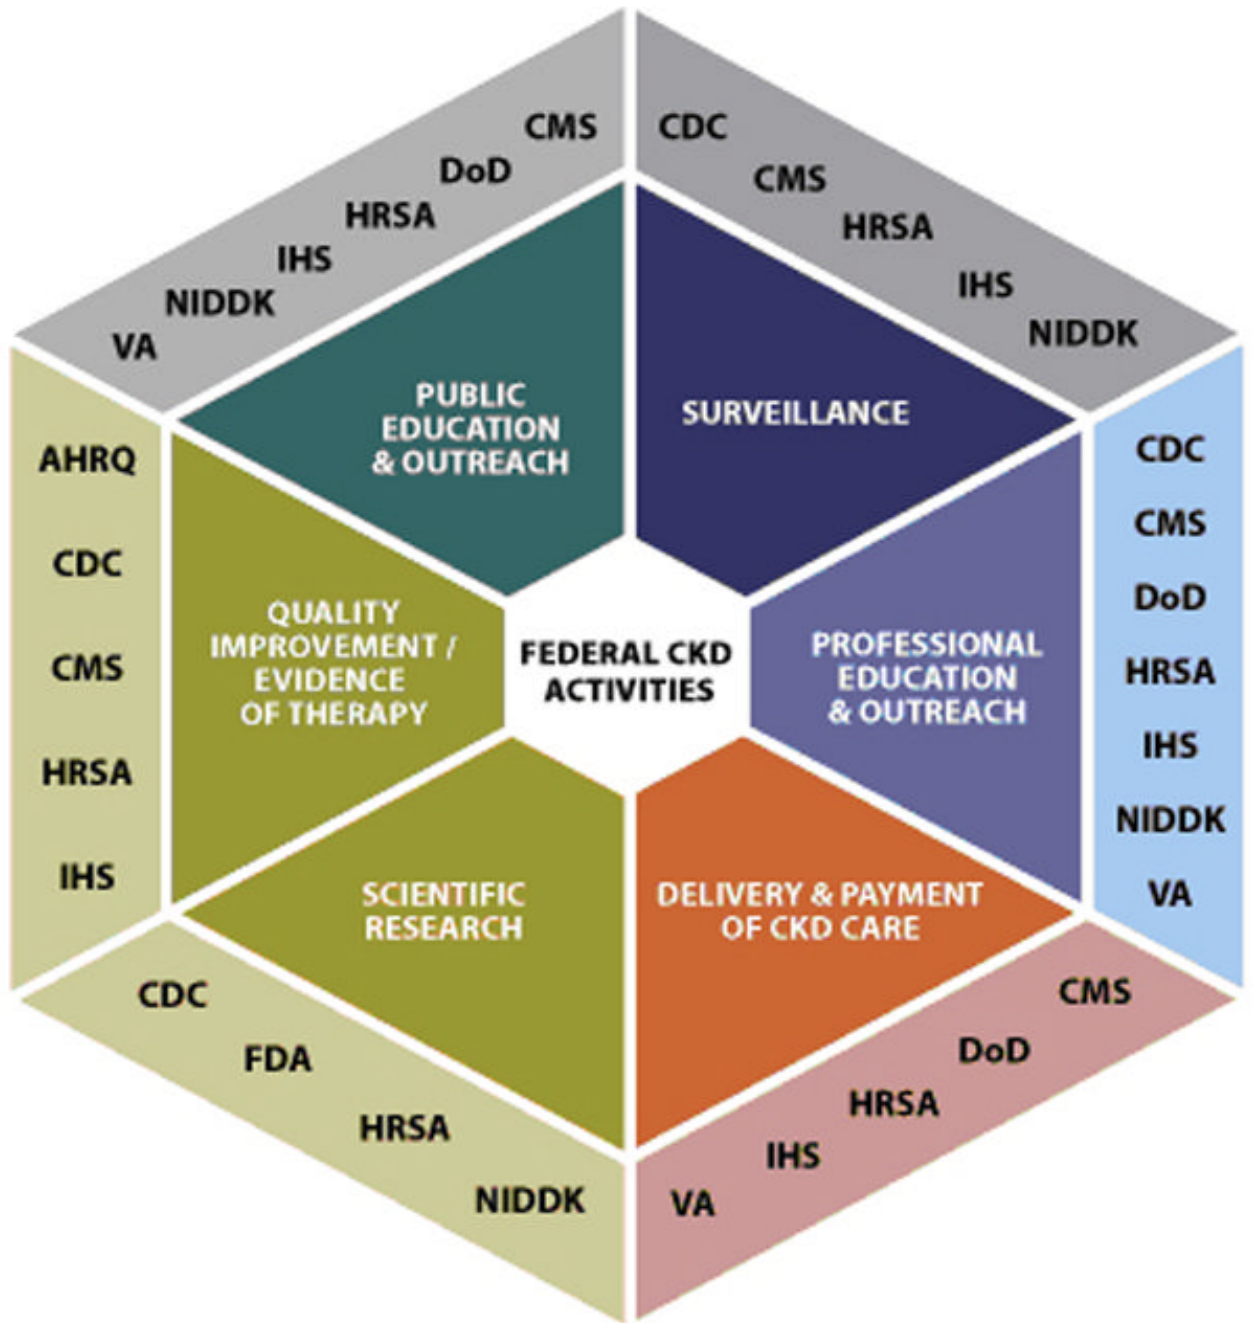 CMS
DoD
HRSA
IHS
NIDDK
VA
CDC
CMS
HRSA
IHS
NIDDK
PUBLIC
EDUCATION
& OUTREACH
SURVEILLANCE
AHRQ
CDC
CMS
HRSA
IHS
QUALITY
IMPROVEMENT /
EVIDENCE
OF THERAPY
FEDERAL CKD
ACTIVITIES
PROFESSIONAL
EDUCATION
& OUTREACH
CDC
CMS
DoD
HRSA
IHS
NIDDK
VA
SCIENTIFIC
RESEARCH
DELIVERY & PAYMENT
OF CKD CARE
CDC
FDA
HRSA
NIDDK
CMS
DoD
HRSA
IHS
VA